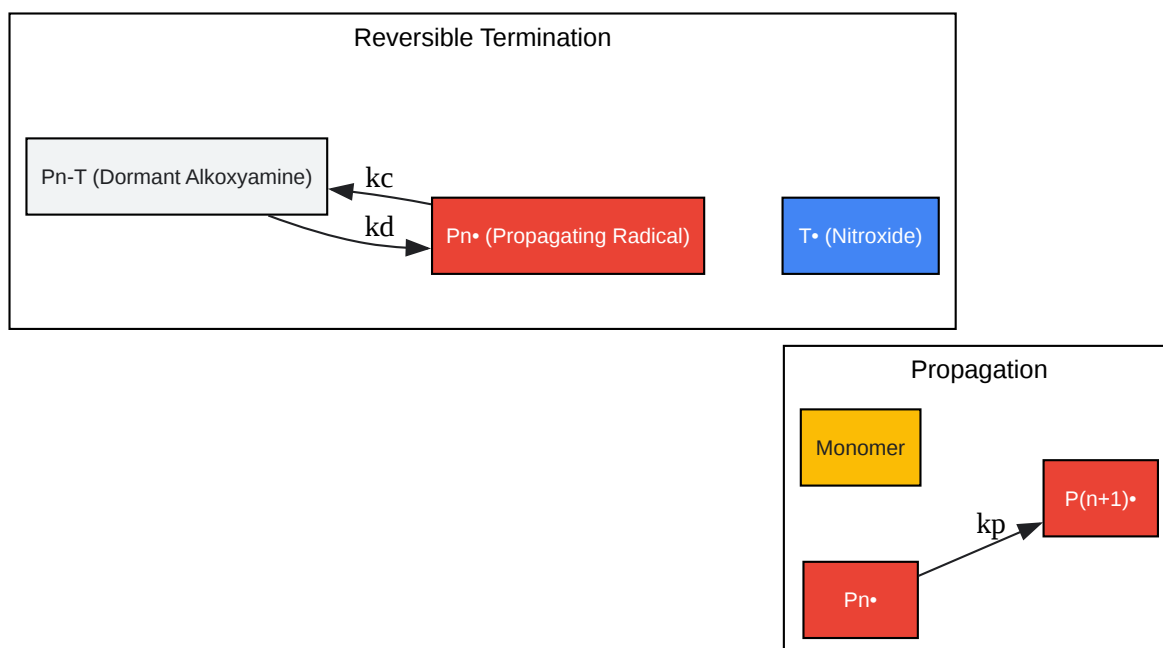 Reversible Termination
Pn-T (Dormant Alkoxyamine)
kc
kd
Pn• (Propagating Radical)
T• (Nitroxide)
Propagation
Monomer
P(n+1)•
kp
Pn•